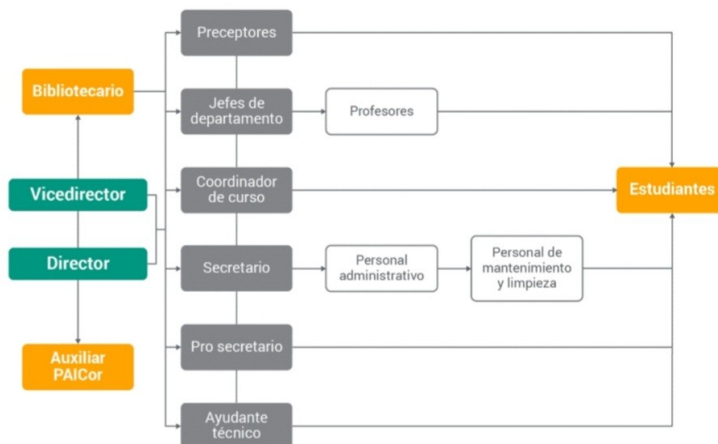 Preceptores
Bibliotecario
Jefes de
departamento
Profesores
Vicedirector
Coordinador
de curso
Estudiantes
Director
Secretario
Personal
administrativo
Personal de
mantenimiento
y limpieza
Auxiliar
PAICor
Pro secretario
Ayudante
técnico